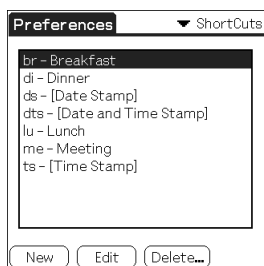 Preferences ShortCuts
br – Breakfast
di – Dinner
ds – [Date Stamp]
dts – [Date and Time Stamp]
lu – Lunch
me – Meeting
ts – [Time Stamp]
New Edit Delete...